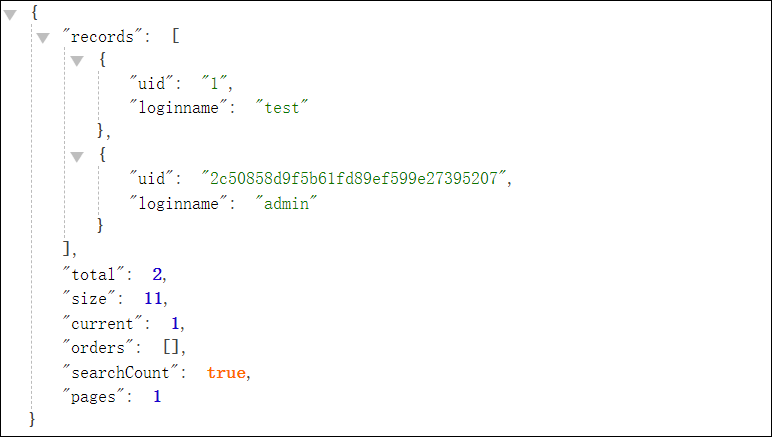 {
"records": [
{
"uid": "1",
"loginname": "test"
},
{
"uid": "2c50858d9f5b61fd89ef599e27395207",
"loginname": "admin"
}
],
"total": 2,
"size": 11,
"current": 1,
"orders": [],
"searchCount": true,
"pages": 1
}